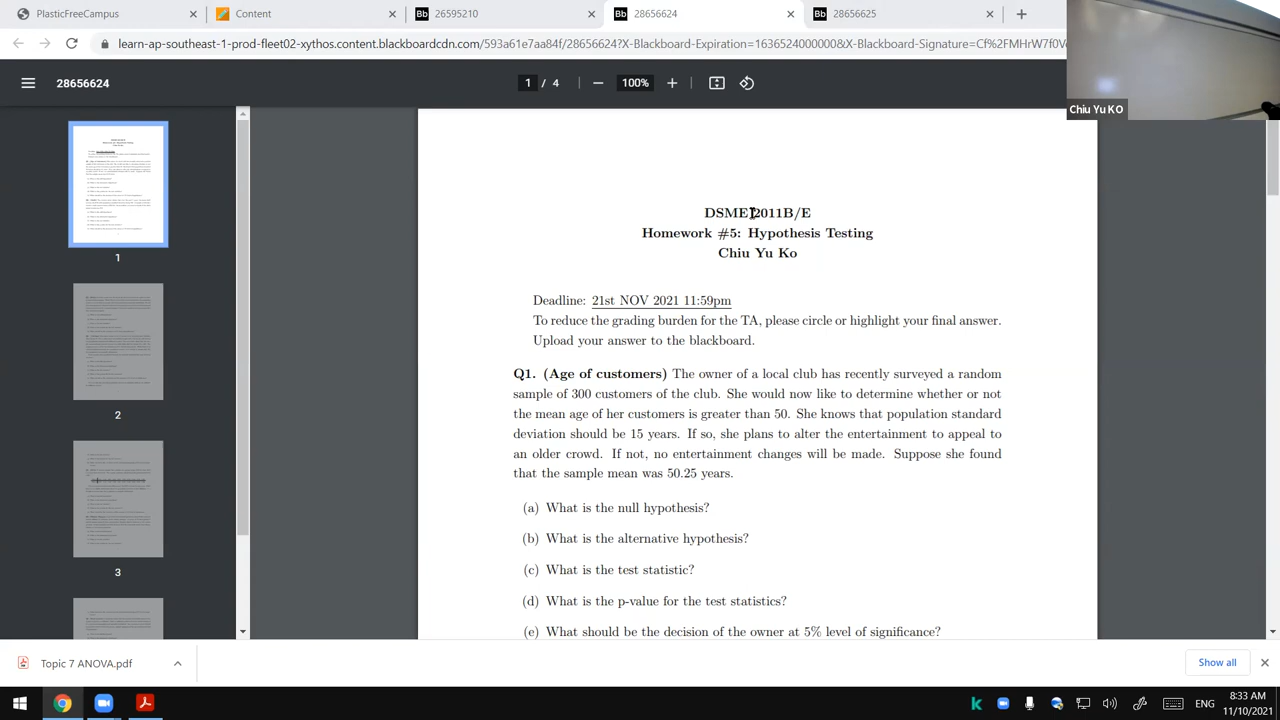 PlasticFreeCampus
Content
Bb 26595210
Bb 28656624
Bb 28656625
learn-ap-southeast-1-prod-fleet02-xythos.content.blackboardcdn.com/593a61e7aa84f/28656624?X-Blackboard-Expiration=1636524000000&X-Blackboard-Signature=Cf%2FMHrW7f0V
Chiu Yu KO
28656624
1 / 4
100%
1
2
3
DSME2011B/E
Homework #5: Hypothesis Testing
Chiu Yu Ko
Deadline: 21st NOV 2021 11:59pm
To reduce the grading burden for the TA, please circle or highlight your final answer.
Upload your answer to the blackboard.
Q1. (Age of customers) The owner of a local club has recently surveyed a random
sample of 300 customers of the club. She would now like to determine whether or not
the mean age of her customers is greater than 50. She knows that population standard
deviation should be 15 years. If so, she plans to alter the entertainment to appeal to
an older crowd. If not, no entertainment changes will be made. Suppose she found
that the sample mean was 50.25 years.
(a) What is the null hypothesis?
(b) What is the alternative hypothesis?
(c) What is the test statistic?
(d) What is the p-value for the test statistics?
(e) What should be the decision of the owner at 5% level of significance?
Topic 7 ANOVA.pdf
Show all
ENG
8:33 AM
11/10/2021